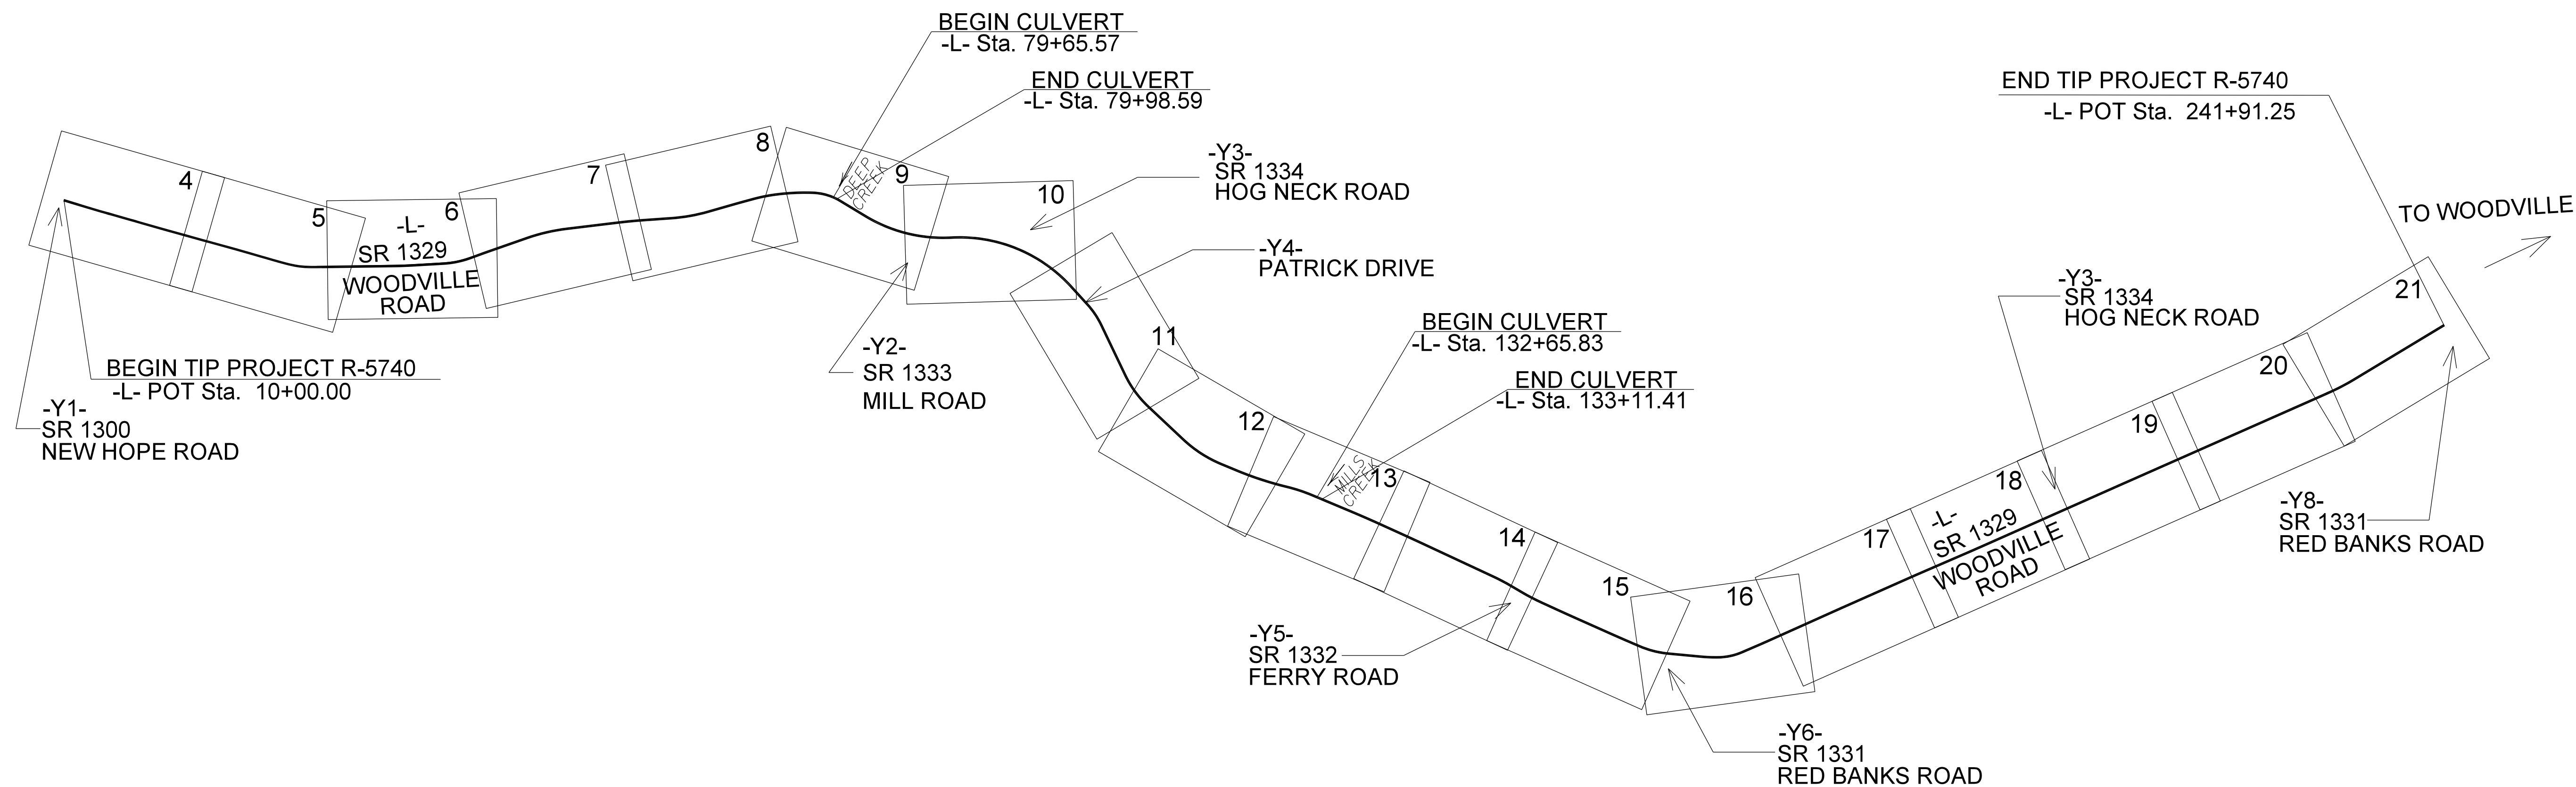 BEGIN CULVERT
-L- Sta. 79+65.57
END CULVERT
-L- Sta. 79+98.59
END TIP PROJECT R-5740
-L- POT Sta. 241+91.25
TO WOODVILLE
4
5
6
7
8
9
10
DEEP
CREEK
-L-
SR 1329
WOODVILLE
ROAD
-Y3-
SR 1334
HOG NECK ROAD
-Y4-
PATRICK DRIVE
BEGIN TIP PROJECT R-5740
-L- POT Sta. 10+00.00
-Y1-
SR 1300
NEW HOPE ROAD
-Y2-
SR 1333
MILL ROAD
11
12
13
14
15
16
BEGIN CULVERT
-L- Sta. 132+65.83
END CULVERT
-L- Sta. 133+11.41
MILLS
CREEK
-Y3-
SR 1334
HOG NECK ROAD
17
18
19
20
21
-L-
SR 1329
WOODVILLE
ROAD
-Y8-
SR 1331
RED BANKS ROAD
-Y5-
SR 1332
FERRY ROAD
-Y6-
SR 1331
RED BANKS ROAD